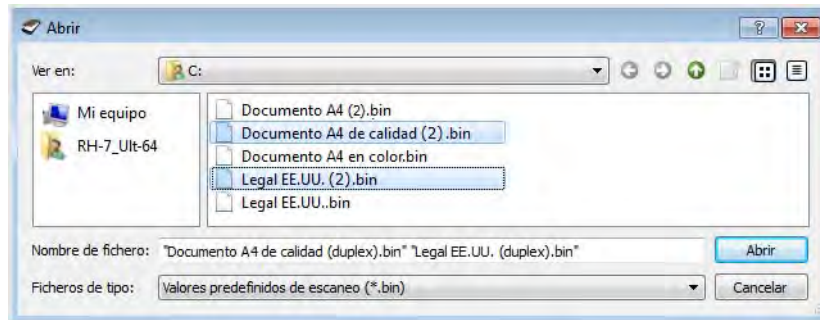 Abrir
Ver en:
C:
Mi equipo
RH-7_Ult-64
Documento A4 (2).bin
Documento A4 de calidad (2).bin
Documento A4 en color.bin
Legal EE.UU. (2).bin
Legal EE.UU..bin
Nombre de fichero: "Documento A4 de calidad (duplex).bin" "Legal EE.UU. (duplex).bin" Abrir
Ficheros de tipo: Valores predefinidos de escaneo (*.bin) Cancelar